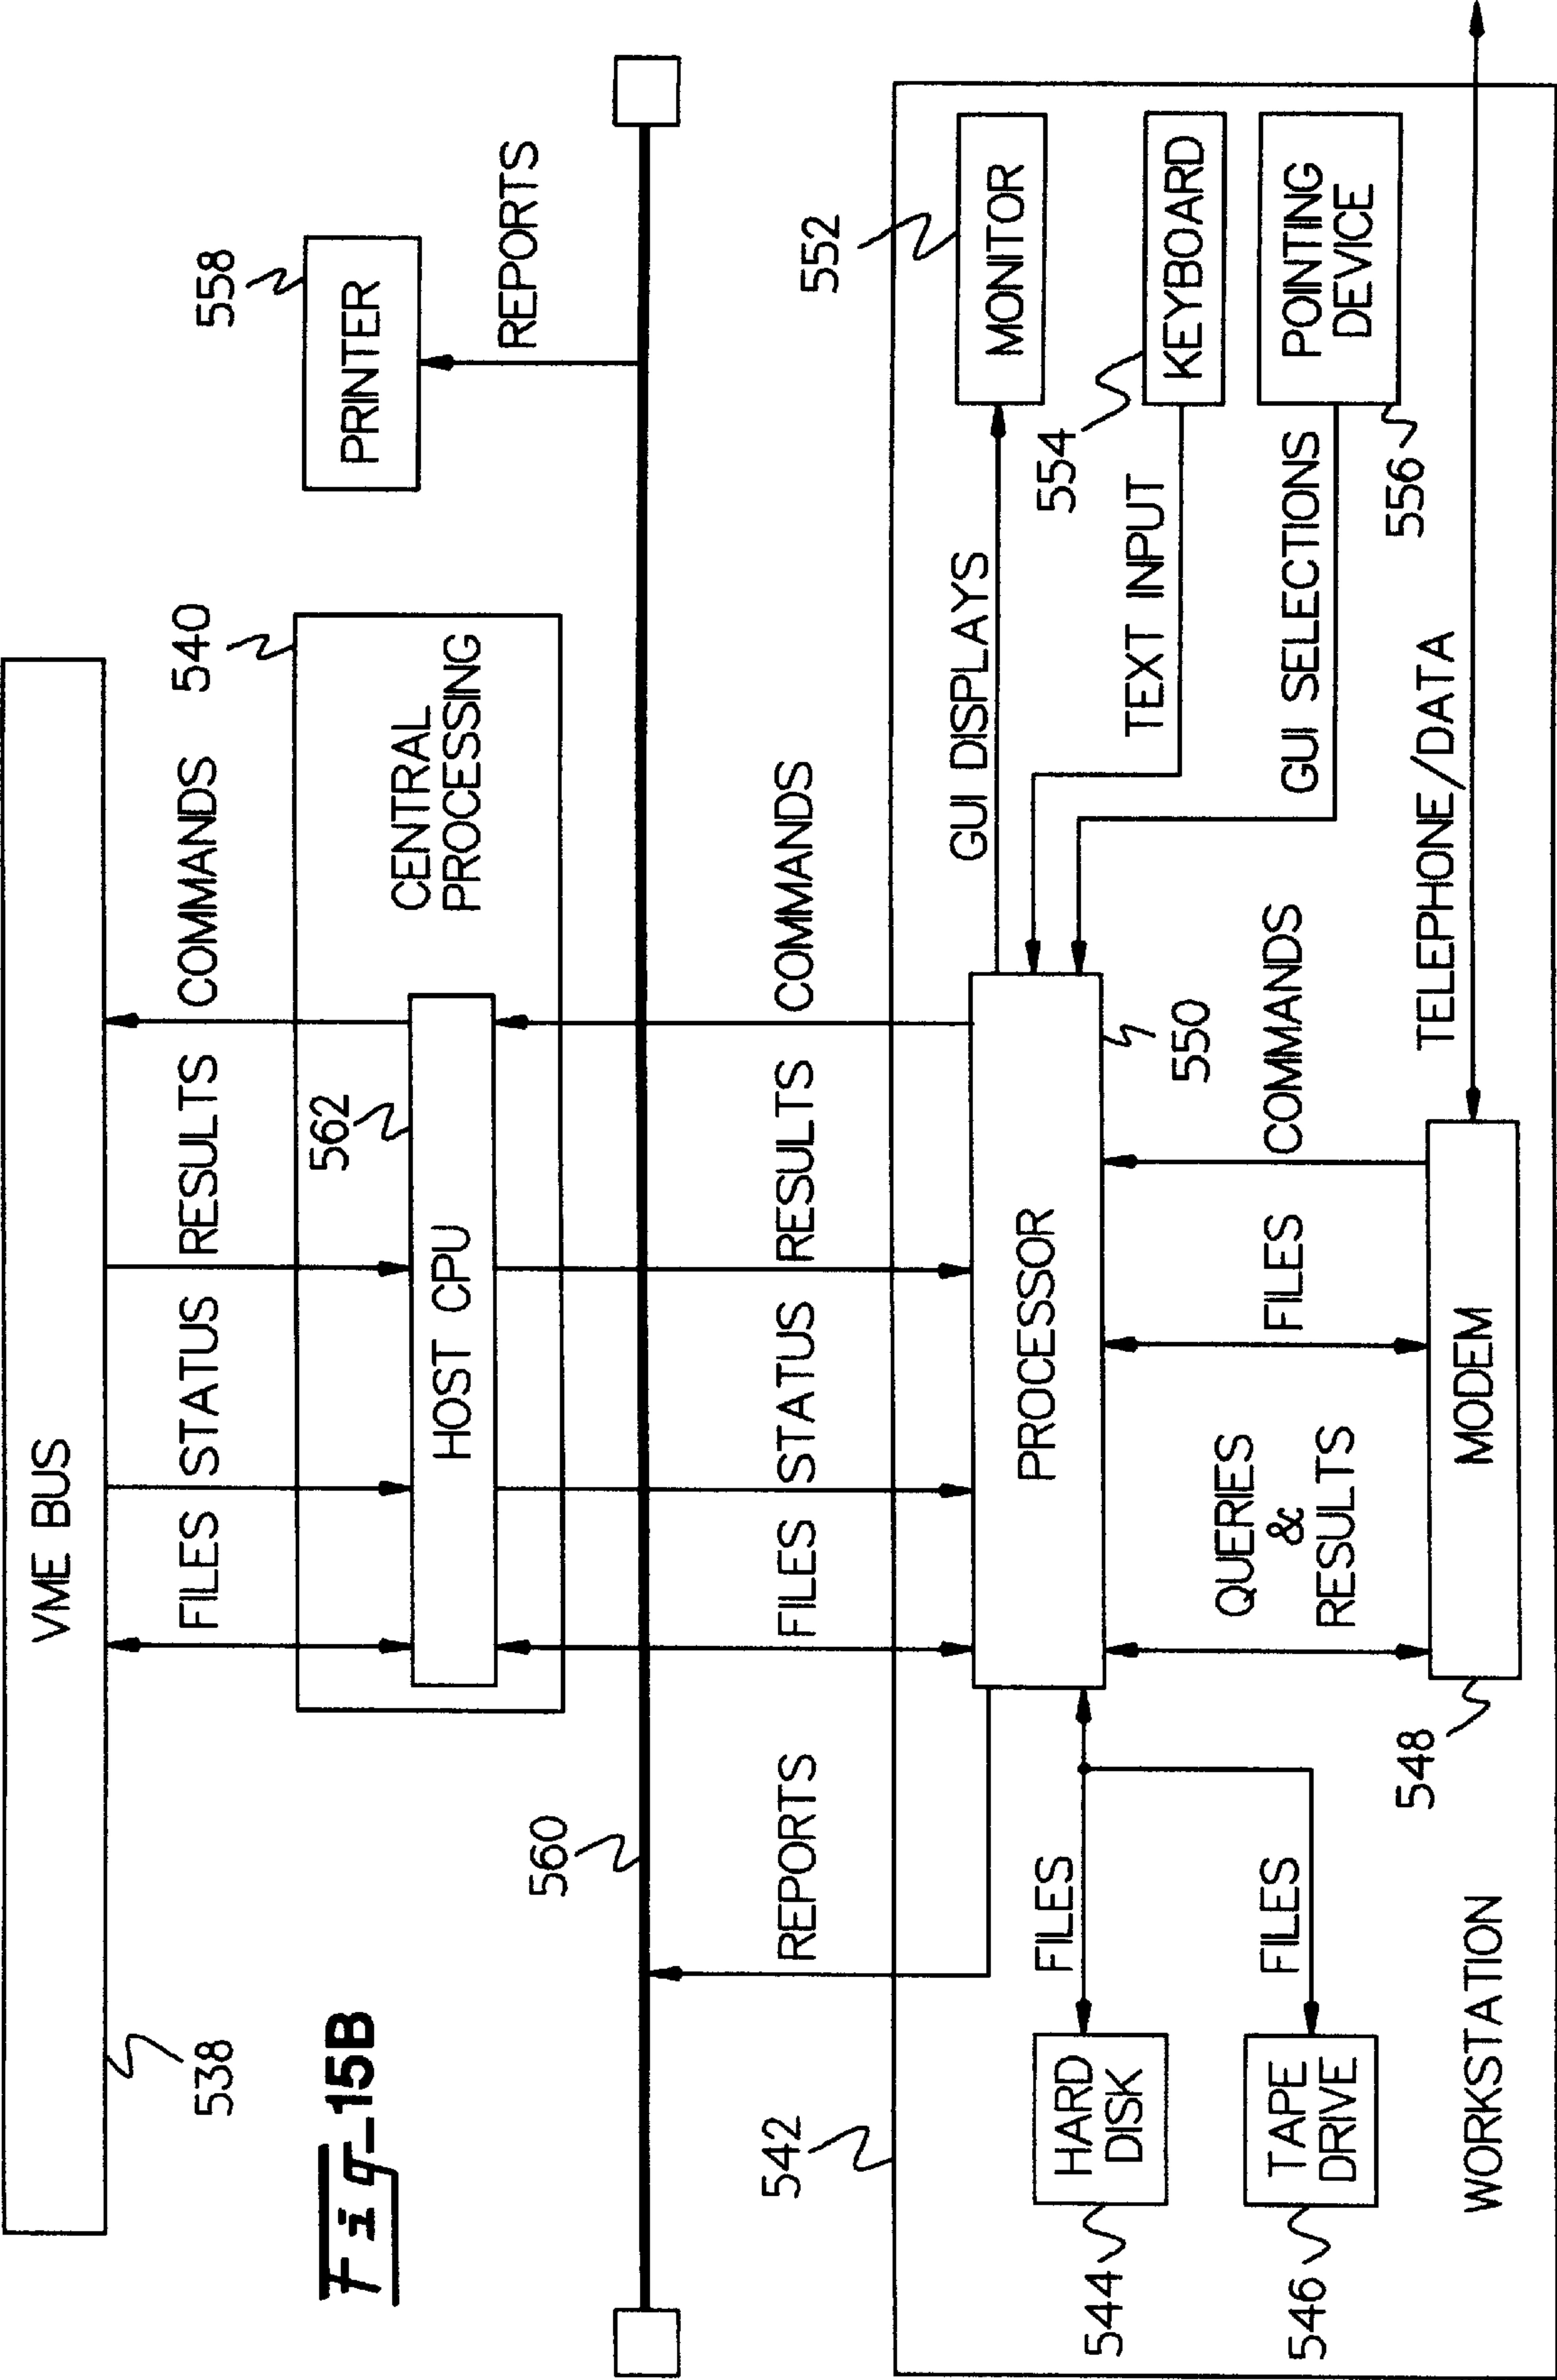 VME BUS
538
FILES
STATUS
RESULTS
COMMANDS
540
558
Fig_15B
562
HOST CPU
CENTRAL
PROCESSING
PRINTER
REPORTS
560
542
REPORTS
FILES
STATUS
RESULTS
COMMANDS
552
GUI DISPLAYS
MONITOR
544
HARD
DISK
FILES
PROCESSOR
550
554
TEXT INPUT
KEYBOARD
546
TAPE
DRIVE
FILES
QUERIES
&
RESULTS
FILES
COMMANDS
GUI SELECTIONS
POINTING
DEVICE
556
548
MODEM
TELEPHONE/DATA
WORKSTATION